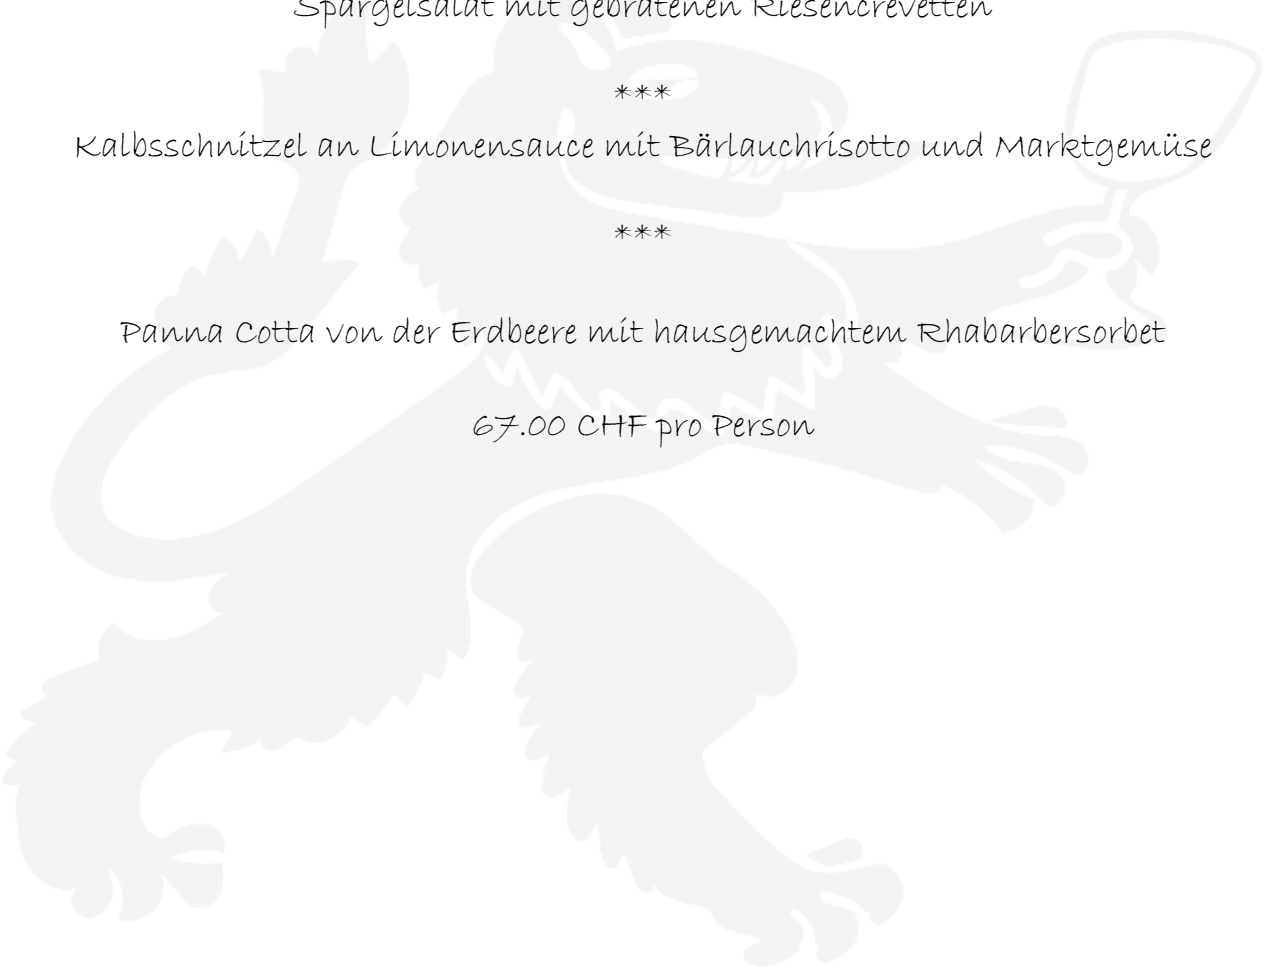 Spargelsalat mit gebratenen Riesencrevetten
***
Kalbsschnitzel an Limonensauce mit Bärlauchrisotto und Marktgemüse
***
Panna Cotta von der Erdbeere mit hausgemachtem Rhabarbersorbet
67.00 CHF pro Person